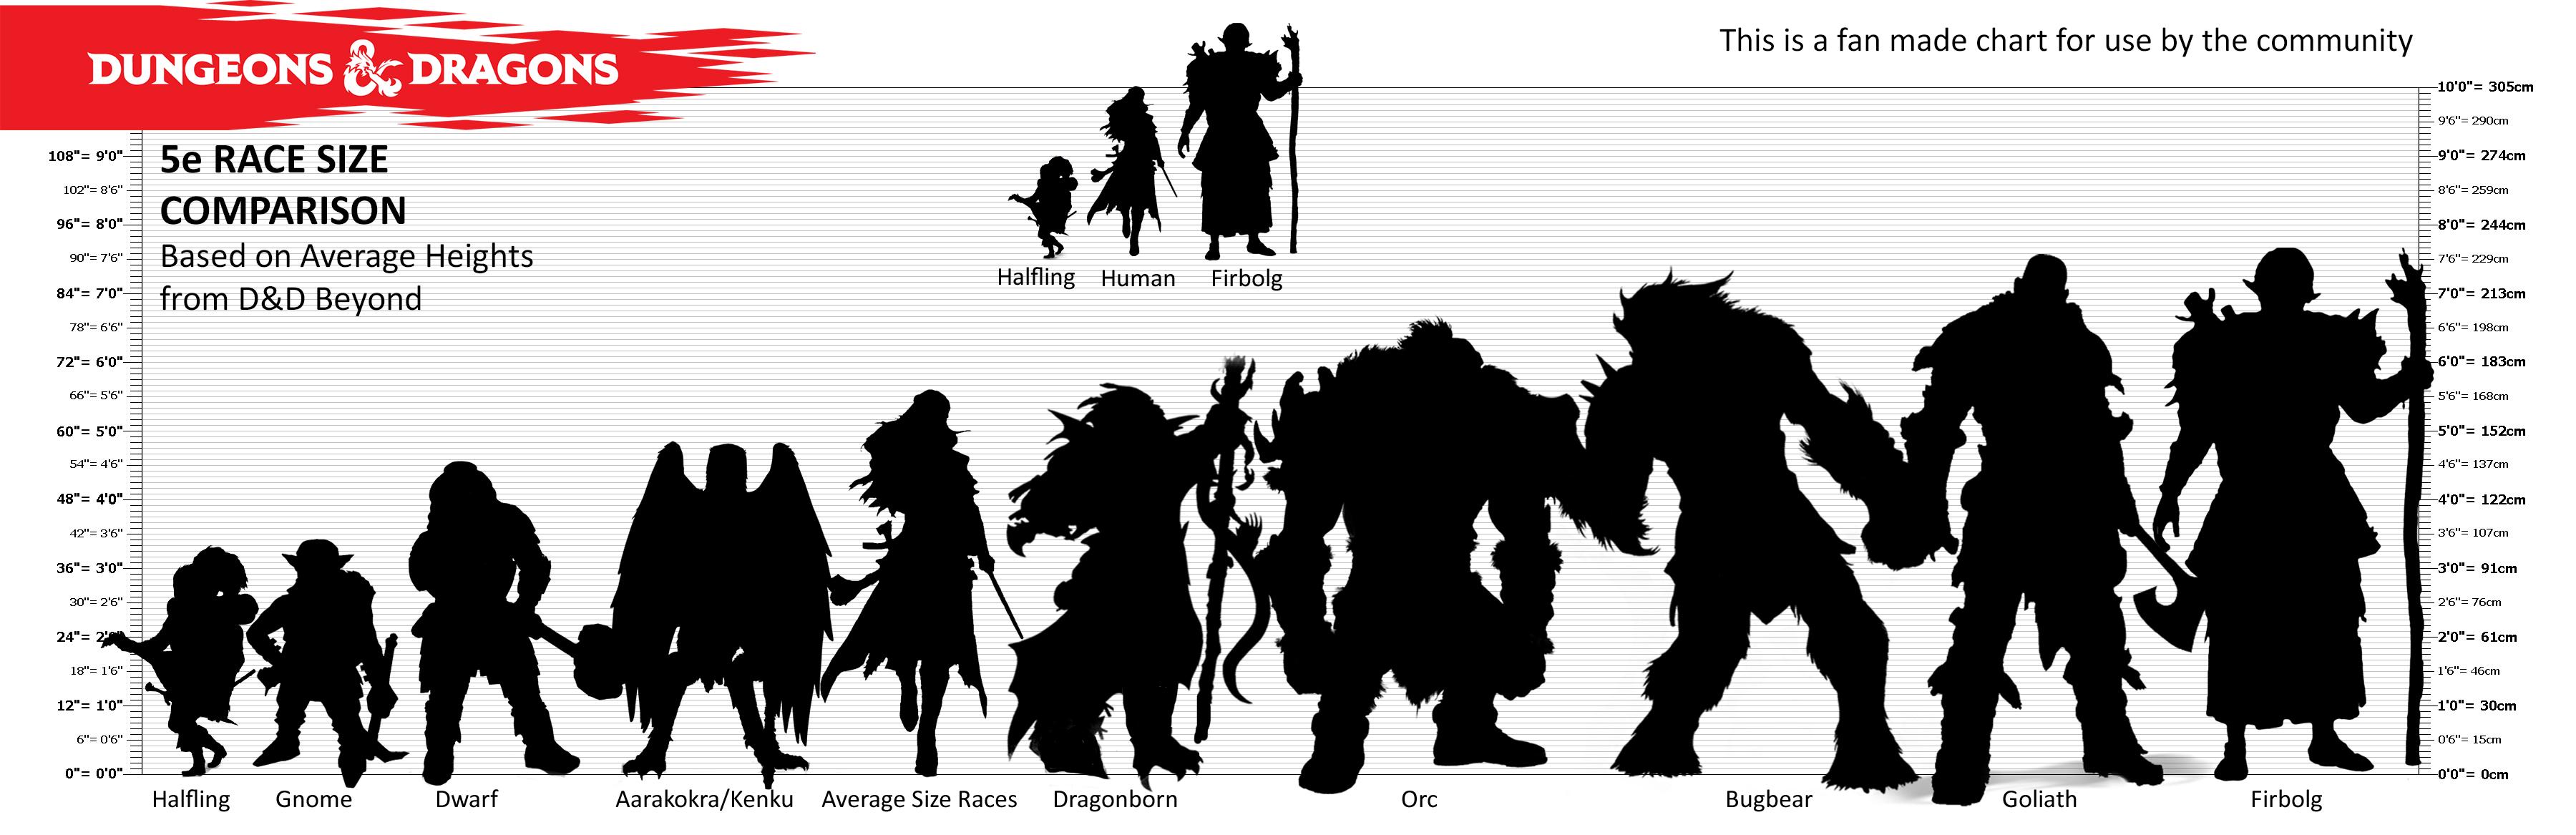 DUNGEONS & DRAGONS
This is a fan made chart for use by the community
5e RACE SIZE
COMPARISON
Based on Average Heights
from D&D Beyond
108"= 9'0"
102"= 8'6"
96"= 8'0"
90"= 7'6"
84"= 7'0"
78"= 6'6"
72"= 6'0"
66"= 5'6"
60"= 5'0"
54"= 4'6"
48"= 4'0"
42"= 3'6"
36"= 3'0"
30"= 2'6"
24"= 2'0"
18"= 1'6"
12"= 1'0"
6"= 0'6"
0"= 0'0"
Halfling Human Firbolg
10'0"= 305cm
9'6"= 290cm
9'0"= 274cm
8'6"= 259cm
8'0"= 244cm
7'6"= 229cm
7'0"= 213cm
6'6"= 198cm
6'0"= 183cm
5'6"= 168cm
5'0"= 152cm
4'6"= 137cm
4'0"= 122cm
3'6"= 107cm
3'0"= 91cm
2'6"= 76cm
2'0"= 61cm
1'6"= 46cm
1'0"= 30cm
0'6"= 15cm
0'0"= 0cm
Halfling Gnome Dwarf Aarakokra/Kenku Average Size Races Dragonborn Orc Bugbear Goliath Firbolg